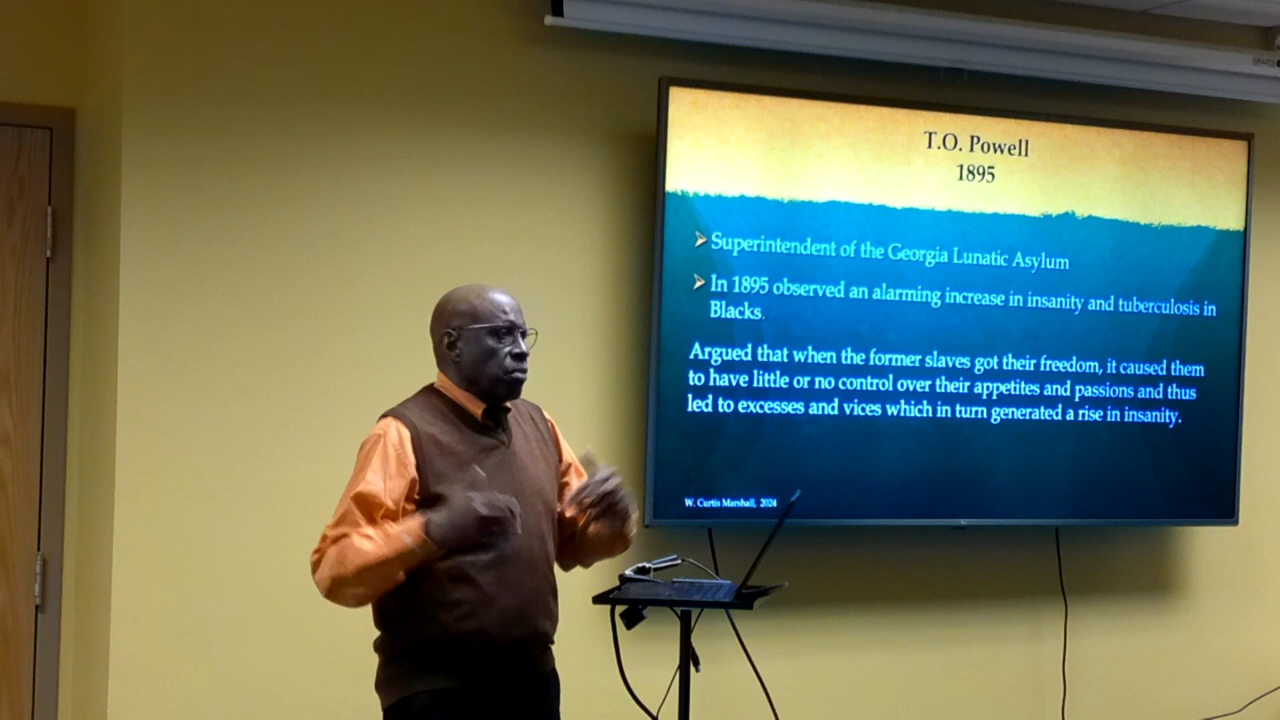 T.O. Powell
1895
➢ Superintendent of the Georgia Lunatic Asylum
➢ In 1895 observed an alarming increase in insanity and tuberculosis in
Blacks.
Argued that when the former slaves got their freedom, it caused them
to have little or no control over their appetites and passions and thus
led to excesses and vices which in turn generated a rise in insanity.
W. Curtis Marshall, 2024